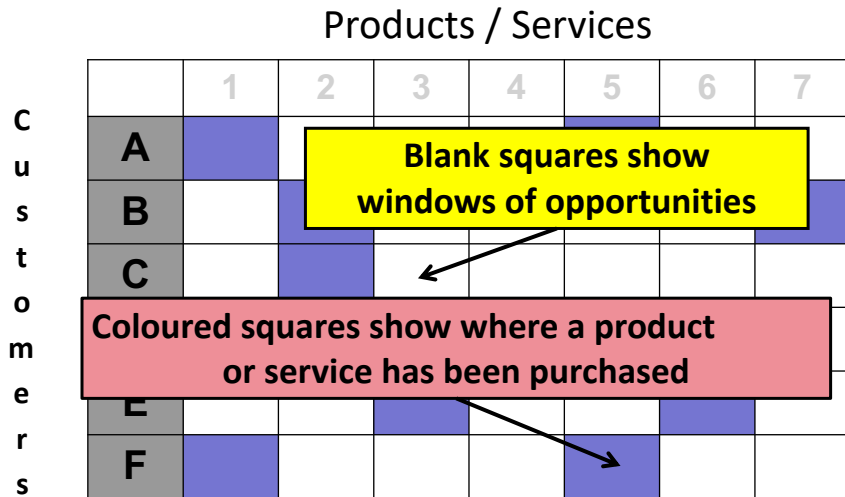 Products / Services
1 2 3 4 5 6 7
Customers
A
Blank squares show
windows of opportunities
B
C
Coloured squares show where a product
or service has been purchased
E
F